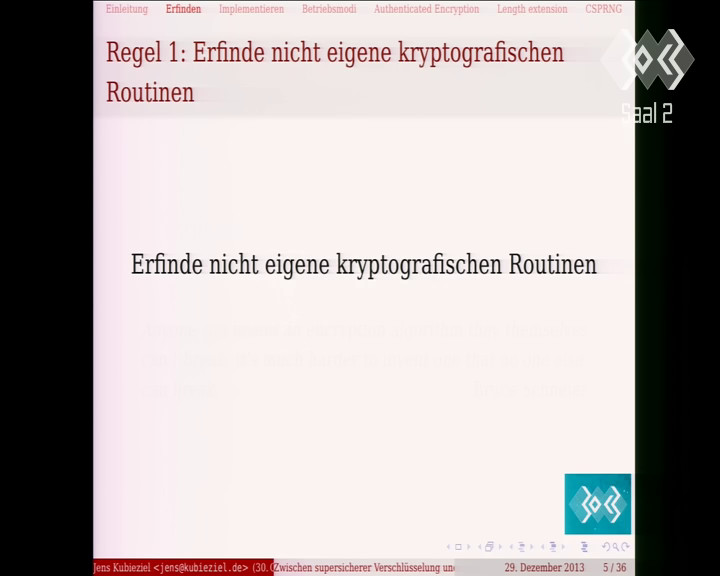 Einleitung Erfinden Implementieren Betriebsmodi Authenticated Encryption Length extension CSPRNG
Regel 1: Erfinde nicht eigene kryptografischen
Routinen
Saal 2
Erfinde nicht eigene kryptografischen Routinen
Jens Kubieziel <jens@kubieziel.de> (30.C Zwischen supersicherer Verschlüsselung un 29. Dezember 2013 5 / 36